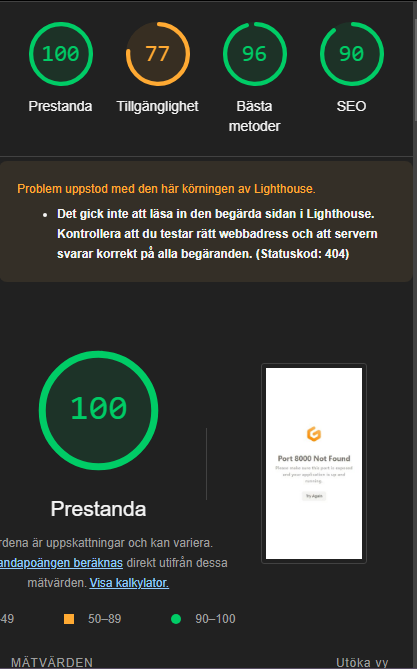 100
77
96
90
Prestanda
Tillgänglighet
Bästa
metoder
SEO
Problem uppstod med den här körningen av Lighthouse.
• Det gick inte att läsa in den begärda sidan i Lighthouse.
Kontrollera att du testar rätt webbadress och att servern
svarar korrekt på alla begäranden. (Statuskod: 404)
100
Port 8000 Not Found
Please make sure this port is exposed
and your application is up and
running.
Try Again
Prestanda
rdena är uppskattningar och kan variera.
andapoängen beräknas direkt utifrån dessa
mätvärden. Visa kalkylator.
-49
50–89
90–100
MÄTVÄRDEN
Utöka vy